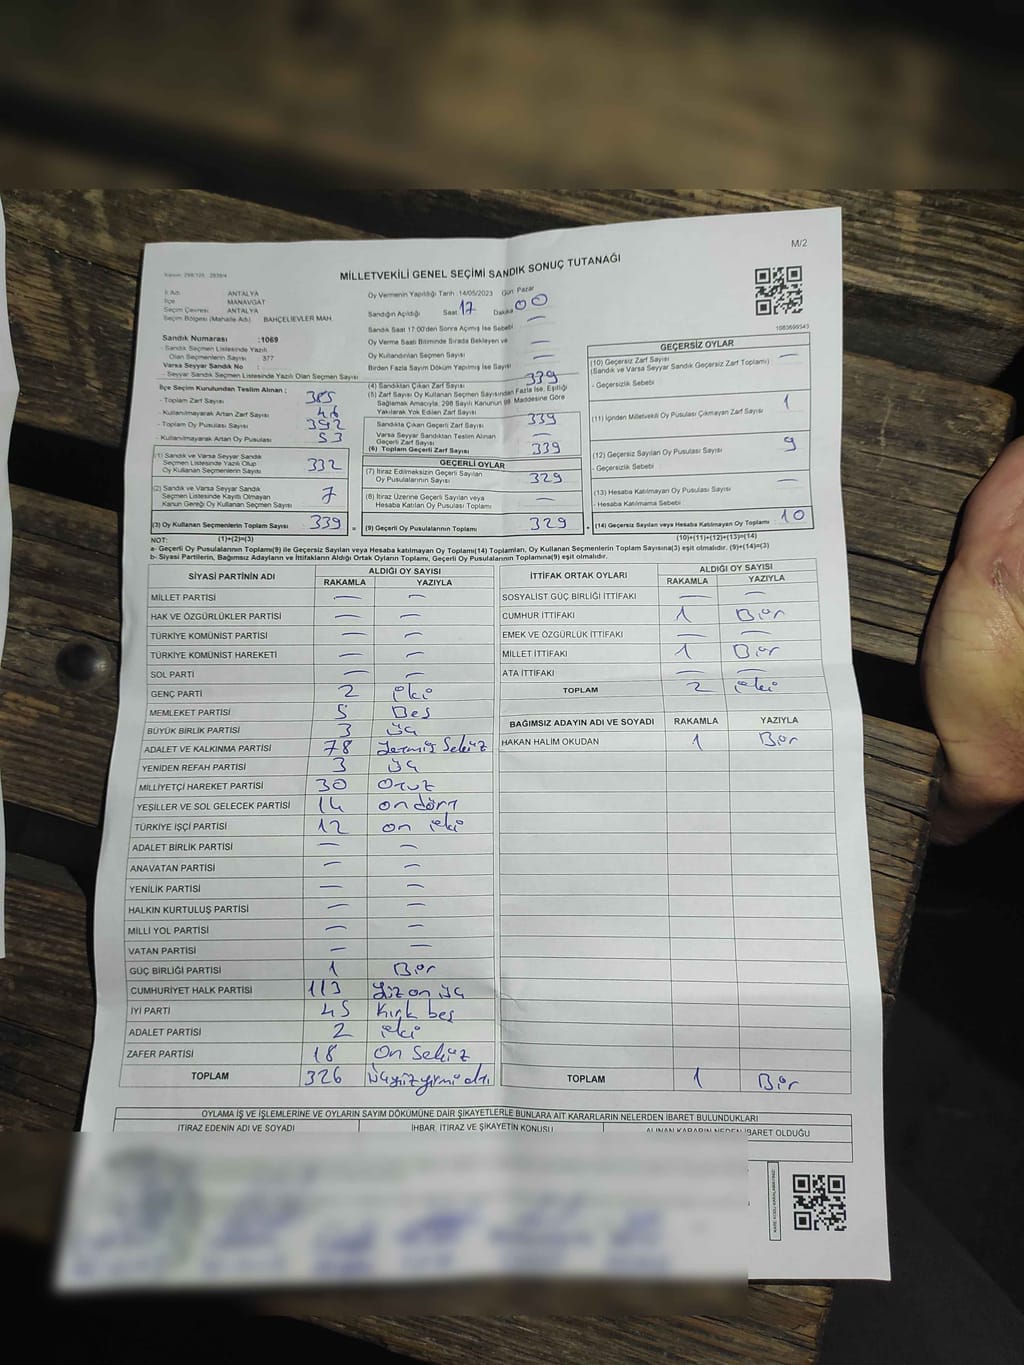 M/2
Kanun: 298/105 : 2839/4
MİLLETVEKİLİ GENEL SEÇİMİ SANDIK SONUÇ TUTANAĞI
1083699343
İl Adı ANTALYA
İlçe MANAVGAT
Seçim Çevresi ANTALYA
Seçim Bölgesi (Mahalle Adı) BAHÇELİEVLER MAH.
Sandık Numarası :1069
- Sandık Seçmen Listesinde Yazılı
Olan Seçmenlerin Sayısı : 377
Varsa Seyyar Sandık No :
- Seyyar Sandık Seçmen Listesinde Yazılı Olan Seçmen Sayısı
Oy Vermenin Yapıldığı Tarih :14/05/2023 Gün: Pazar
Sandığın Açıldığı Saat 17 Dakika 00
Sandık Saat 17:00'den Sonra Açımış İse Sebebi —
Oy Verme Saati Bitiminde Sırada Bekleyen ve —
Oy Kullandırılan Seçmen Sayısı —
Birden Fazla Sayım Döküm Yapılmış İse Sayısı —
İlçe Seçim Kurulundan Teslim Alınan ;
- Toplam Zarf Sayısı 385
- Kullanılmayarak Artan Zarf Sayısı 46
- Toplam Oy Pusulası Sayısı 392
- Kullanılmayarak Artan Oy Pusulası 53
(1) Sandık ve Varsa Seyyar Sandık
Seçmen Listesinde Yazılı Olup
Oy Kullanan Seçmenlerin Sayısı 332
(2) Sandık ve Varsa Seyyar Sandık
Seçmen Listesinde Kayıtlı Olmayan
Kanun Gereği Oy Kullanan Seçmen Sayısı 7
(3) Oy Kullanan Seçmenlerin Toplam Sayısı 339
(1)+(2)=(3)
(4) Sandıktan Çıkan Zarf Sayısı 339
(5) Zarf Sayısı Oy Kullanan Seçmen Sayısından Fazla İse, Eşitliği
Sağlamak Amacıyla, 298 Sayılı Kanunun 98. Maddesine Göre
Yakılarak Yok Edilen Zarf Sayısı
Sandıkta Çıkan Geçerli Zarf Sayısı 339
Varsa Seyyar Sandıktan Teslim Alınan
Geçerli Zarf Sayısı —
(6) Toplam Geçerli Zarf Sayısı 339
GEÇERLİ OYLAR
(7) İtiraz Edilmeksizin Geçerli Sayılan
Oy Pusulalarının Sayısı 329
(8) İtiraz Üzerine Geçerli Sayılan veya
Hesaba Katılan Oy Pusulası Toplamı —
= (9) Geçerli Oy Pusulalarının Toplamı 329
GEÇERSİZ OYLAR
(10) Geçersiz Zarf Sayısı —
(Sandık ve Varsa Seyyar Sandık Geçersiz Zarf Toplamı)
- Geçersizlik Sebebi
(11) İçinden Milletvekili Oy Pusulası Çıkmayan Zarf Sayısı 1
(12) Geçersiz Sayılan Oy Pusulası Sayısı 9
- Geçersizlik Sebebi
(13) Hesaba Katılmayan Oy Pusulası Sayısı —
- Hesaba Katılmama Sebebi
+ (14) Geçersiz Sayılan veya Hesaba Katılmayan Oy Toplamı 10
(10)+(11)+(12)+(13)=(14)
NOT:
a- Geçerli Oy Pusulaları Toplamı(9) ile Geçersiz Sayılan veya Hesaba katılmayan Oy Toplamı(14) Toplamları, Oy Kullanan Seçmenlerin Toplam Sayısına(3) eşit olmalıdır. (9)+(14)=(3)
b- Siyasi Partilerin, Bağımsız Adayların ve İttifakların Aldığı Ortak Oyların Toplamı, Geçerli Oy Pusulalarının Toplamına(9) eşit olmalıdır.
SİYASİ PARTİNİN ADI ALDIĞI OY SAYISI
RAKAMLA YAZIYLA
MİLLET PARTİSİ — —
HAK VE ÖZGÜRLÜKLER PARTİSİ — —
TÜRKİYE KOMÜNİST PARTİSİ — —
TÜRKİYE KOMÜNİST HAREKETİ — —
SOL PARTİ — —
GENÇ PARTİ 2 iki
MEMLEKET PARTİSİ 5 Beş
BÜYÜK BİRLİK PARTİSİ 3 üç
ADALET VE KALKINMA PARTİSİ 78 Yetmiş Sekiz
YENİDEN REFAH PARTİSİ 3 üç
MİLLİYETÇİ HAREKET PARTİSİ 30 Otuz
YEŞİLLER VE SOL GELECEK PARTİSİ 14 on dört
TÜRKİYE İŞÇİ PARTİSİ 12 on iki
ADALET BİRLİK PARTİSİ — —
ANAVATAN PARTİSİ — —
YENİLİK PARTİSİ — —
HALKIN KURTULUŞ PARTİSİ — —
MİLLİ YOL PARTİSİ — —
VATAN PARTİSİ — —
GÜÇ BİRLİĞİ PARTİSİ 1 Bir
CUMHURİYET HALK PARTİSİ 113 Yüz on üç
İYİ PARTİ 45 Kırk beş
ADALET PARTİSİ 2 iki
ZAFER PARTİSİ 18 On Sekiz
TOPLAM 326 üçyüzyirmi altı
İTTİFAK ORTAK OYLARI ALDIĞI OY SAYISI
RAKAMLA YAZIYLA
SOSYALİST GÜÇ BİRLİĞİ İTTİFAKI — —
CUMHUR İTTİFAKI 1 Bir
EMEK VE ÖZGÜRLÜK İTTİFAKI — —
MİLLET İTTİFAKI 1 Bir
ATA İTTİFAKI — —
TOPLAM 2 iki
BAĞIMSIZ ADAYIN ADI VE SOYADI RAKAMLA YAZIYLA
HAKAN HALIM OKUDAN 1 Bir
TOPLAM 1 Bir
OYLAMA İŞ VE İŞLEMLERİNE VE OYLARIN SAYIM DÖKÜMÜNE DAİR ŞİKAYETLERLE BUNLARA AİT KARARLARIN NELERDEN İBARET BULUNDUKLARI
İTİRAZ EDENİN ADI VE SOYADI İHBAR, İTİRAZ VE ŞİKAYETİN KONUSU ALINAN KARARIN NEDEN İBARET OLDUĞU